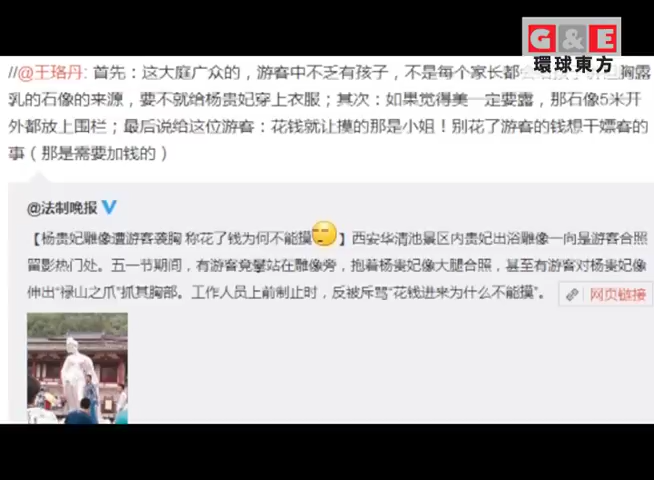 G&E
環球東方
//@王珞丹: 首先：这大庭广众的，游客中不乏有孩子，不是每个家长都
胸露
乳的石像的来源，要不就给杨贵妃穿上衣服；其次：如果觉得美一定要露，那石像5米开
外都放上围栏；最后说给这位游客：花钱就让摸的那是小姐！别花了游客的钱想干嫖客的
事（那是需要加钱的）
@法制晚报
【杨贵妃雕像遭游客袭胸 称花了钱为何不能摸】西安华清池景区内贵妃出浴雕像一向是游客合照
留影热门处。五一节期间，有游客竟攀站在雕像旁，抱着杨贵妃像大腿合照，甚至有游客对杨贵妃像
伸出“禄山之爪”抓其胸部。工作人员上前制止时，反被斥骂“花钱进来为什么不能摸”。
网页链接